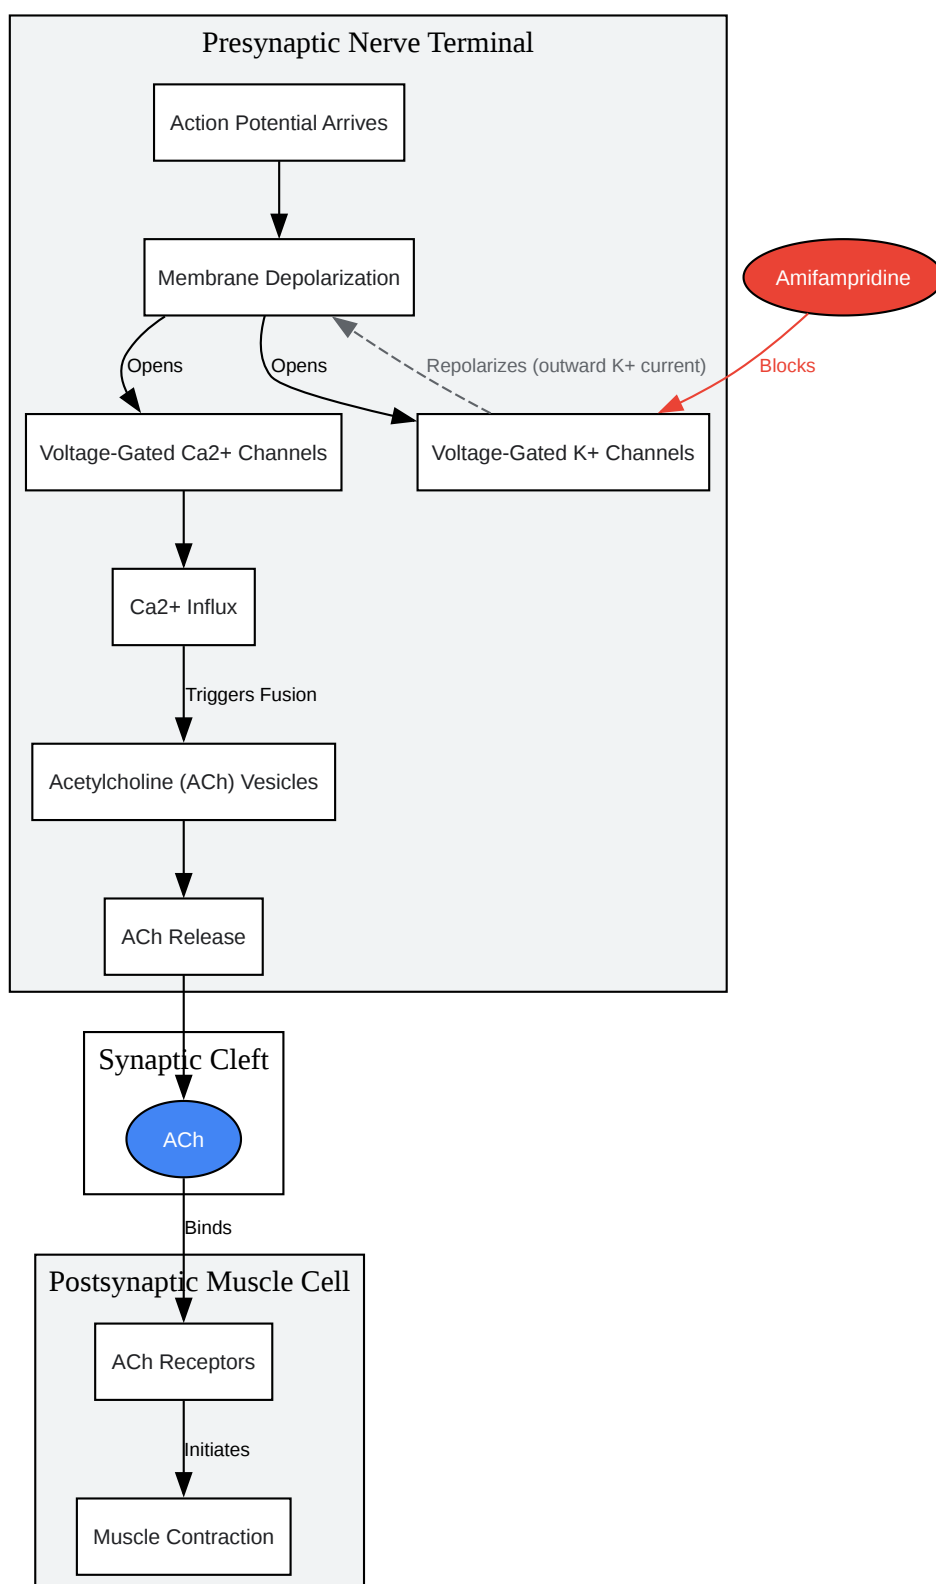 Presynaptic Nerve Terminal
Action Potential Arrives
Membrane Depolarization
Amifampridine
Opens
Opens
Repolarizes (outward K+ current)
Blocks
Voltage-Gated Ca2+ Channels
Voltage-Gated K+ Channels
Ca2+ Influx
Triggers Fusion
Acetylcholine (ACh) Vesicles
ACh Release
Synaptic Cleft
ACh
Binds
Postsynaptic Muscle Cell
ACh Receptors
Initiates
Muscle Contraction